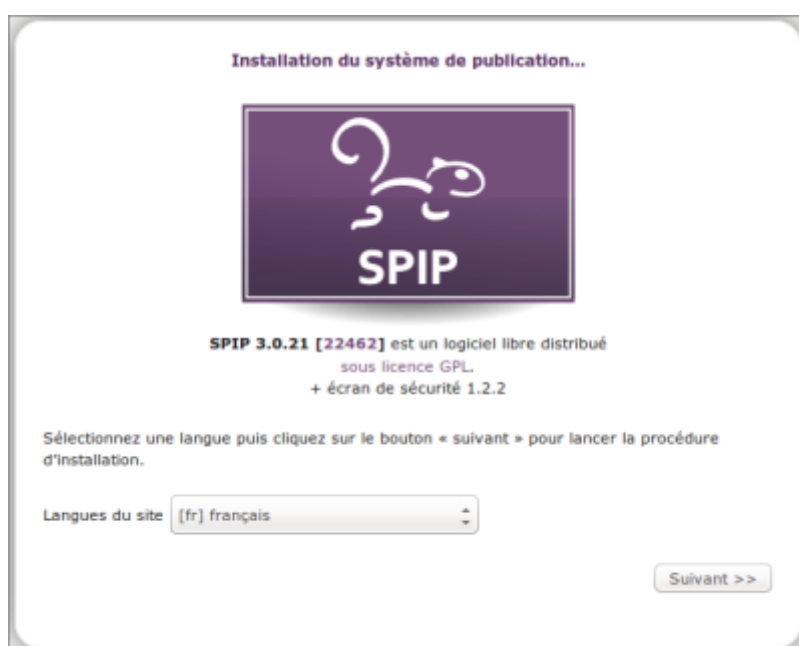 Installation du système de publication...
SPIP
SPIP 3.0.21 [22462] est un logiciel libre distribué
sous licence GPL.
+ écran de sécurité 1.2.2
Sélectionnez une langue puis cliquez sur le bouton « suivant » pour lancer la procédure
d'installation.
Langues du site [fr] français
Suivant >>